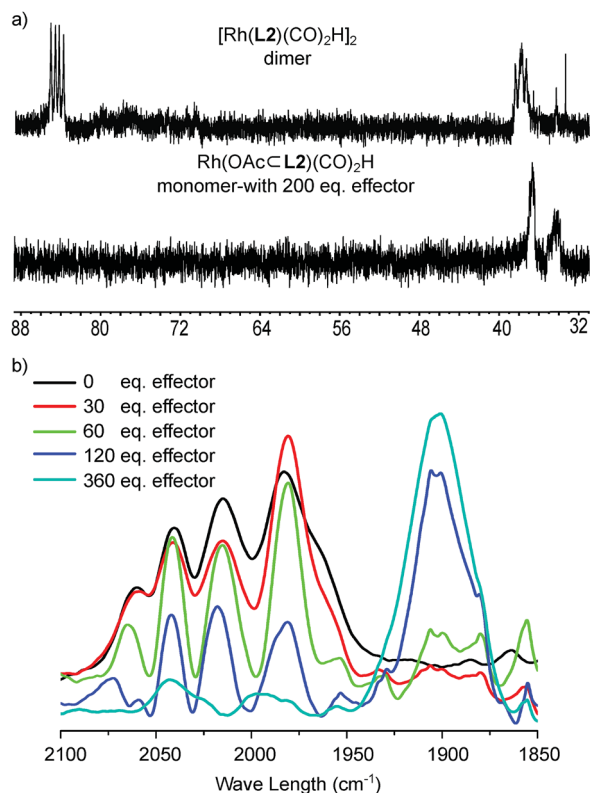 a)
[Rh(L2)(CO)₂H]₂
dimer
Rh(OAc⊂L2)(CO)₂H
monomer-with 200 eq. effector
88 80 72 64 56 48 40 32
b)
0 eq. effector
30 eq. effector
60 eq. effector
120 eq. effector
360 eq. effector
2100 2050 2000 1950 1900 1850
Wave Length (cm⁻¹)